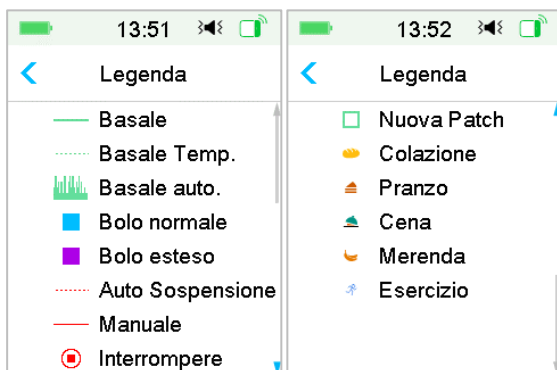 13:51
Legenda
Basale
Basale Temp.
Basale auto.
Bolo normale
Bolo esteso
Auto Sospensione
Manuale
Interrompere
13:52
Legenda
Nuova Patch
Colazione
Pranzo
Cena
Merenda
Esercizio